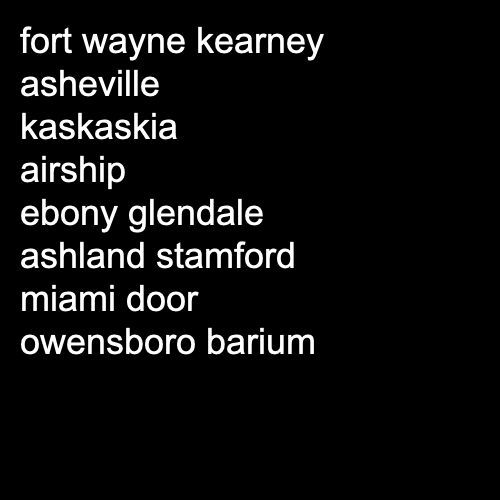 fort wayne kearney
asheville
kaskaskia
airship
ebony glendale
ashland stamford
miami door
owensboro barium